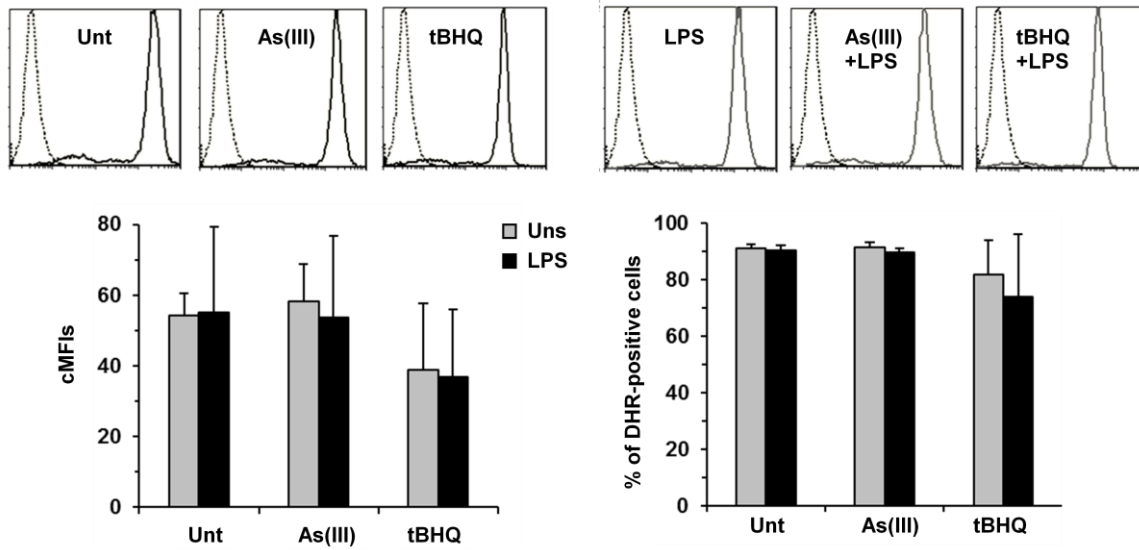 Unt
As(III)
tBHQ
LPS
As(III)
+LPS
tBHQ
+LPS
80
60
40
20
0
cMFIs
Unt
As(III)
tBHQ
Uns
LPS
100
80
60
40
20
0
% of DHR-positive cells
Unt
As(III)
tBHQ